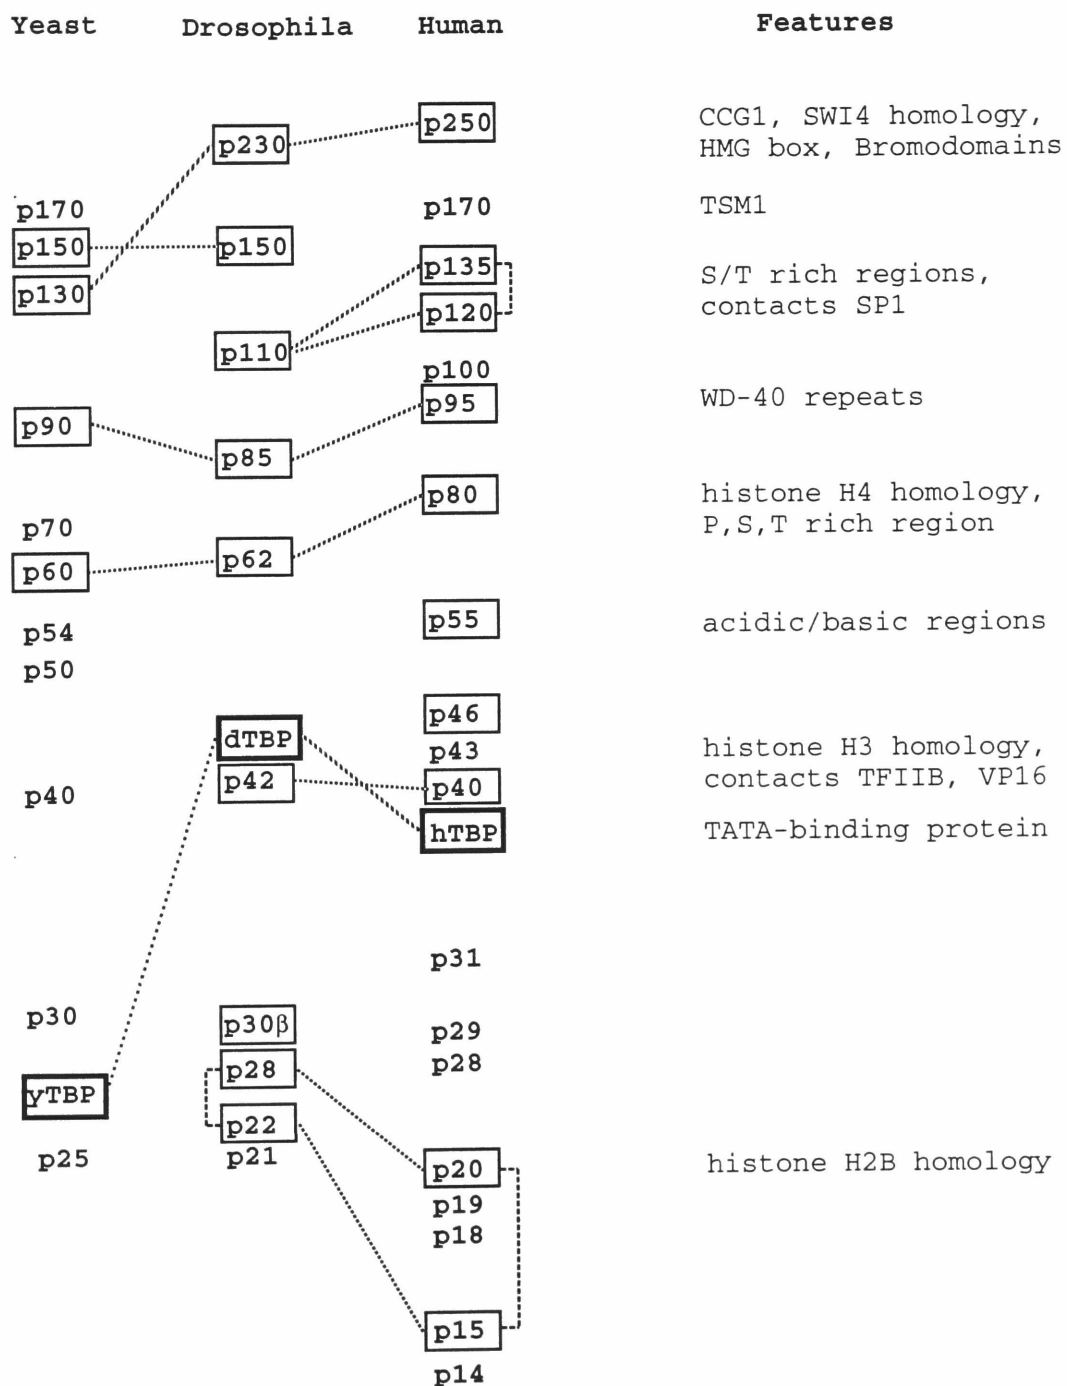 Yeast Drosophila Human Features
p250 CCG1, SWI4 homology,
p230 HMG box, Bromodomains
p170 p170 TSM1
p150 p150
p135 S/T rich regions,
p130 p120 contacts SP1
p110
p100
p95 WD-40 repeats
p90
p85
p80 histone H4 homology,
p70 P,S,T rich region
p60 p62
p54 p55 acidic/basic regions
p50
p46
dTBP p43 histone H3 homology,
p40 p42 p40 contacts TFIIB, VP16
hTBP TATA-binding protein
p31
p30 p30β p29
p28 p28
yTBP
p22
p25 p21 p20 histone H2B homology
p19
p18
p15
p14